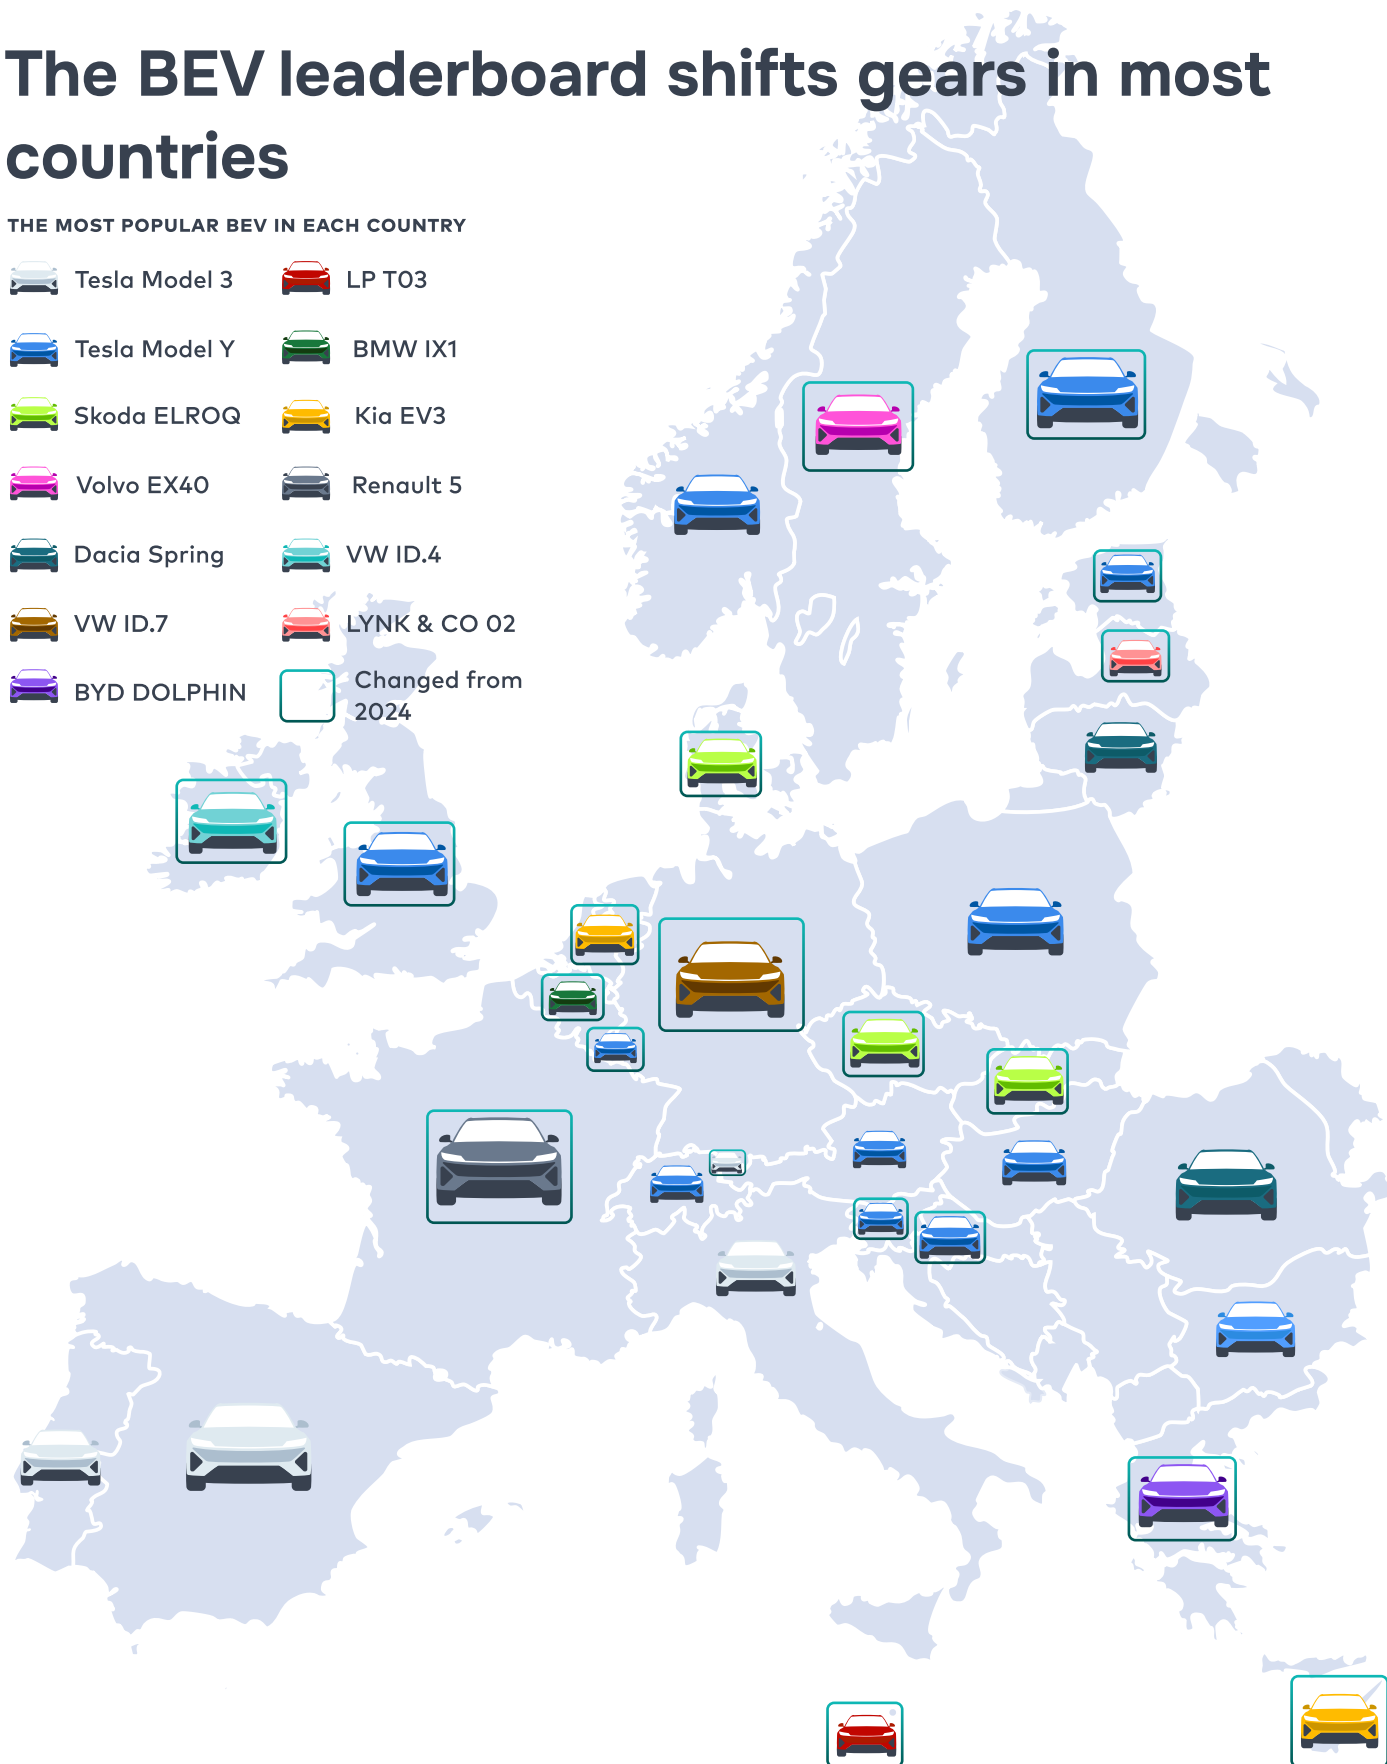 The BEV leaderboard shifts gears in most
countries
THE MOST POPULAR BEV IN EACH COUNTRY
Tesla Model 3
LP T03
Tesla Model Y
BMW IX1
Skoda ELROQ
Kia EV3
Volvo EX40
Renault 5
Dacia Spring
VW ID.4
VW ID.7
LYNK & CO 02
BYD DOLPHIN
Changed from
2024